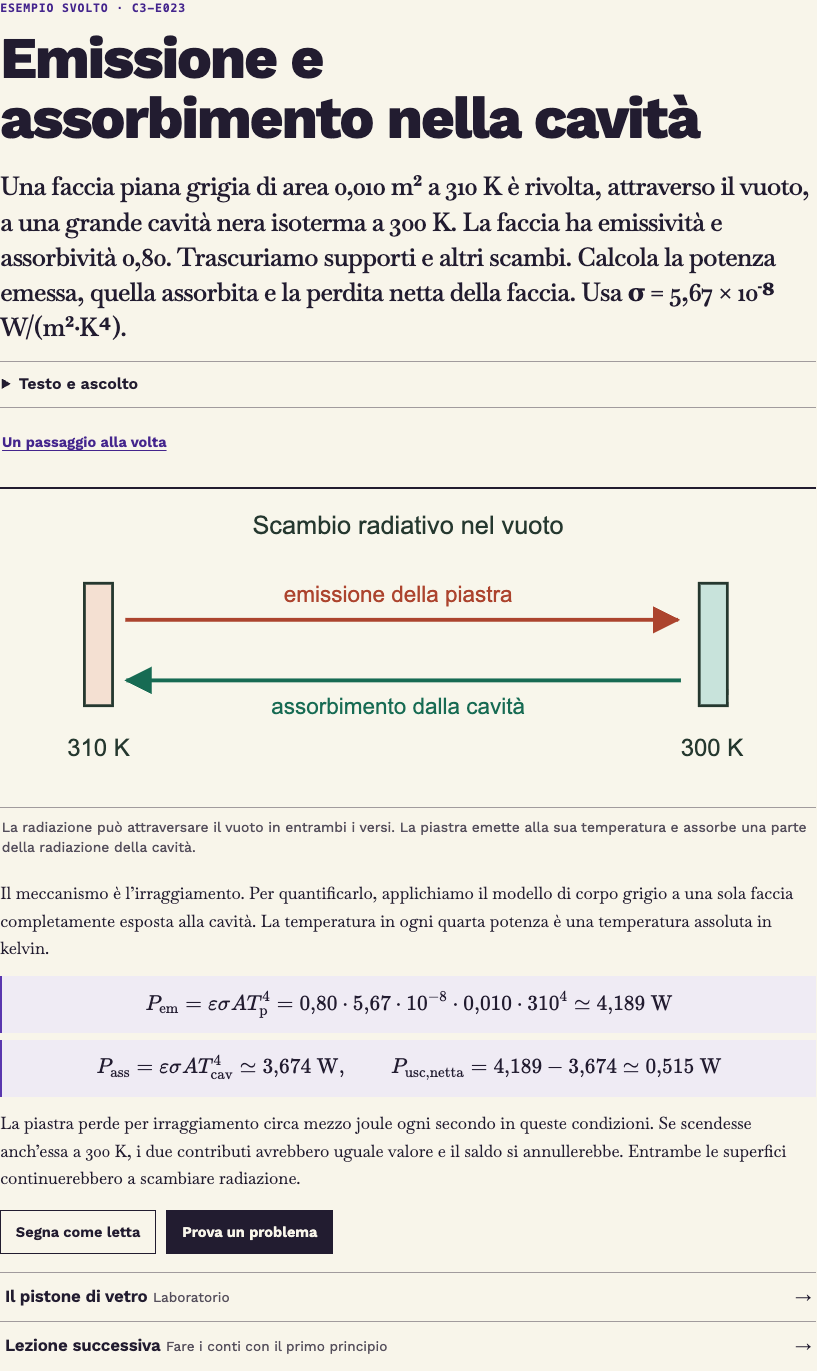 ESEMPIO SVOLTO · C3-E023
Emissione e
assorbimento nella cavità
Una faccia piana grigia di area 0,010 m² a 310 K è rivolta, attraverso il vuoto,
a una grande cavità nera isoterma a 300 K. La faccia ha emissività e
assorbività 0,80. Trascuriamo supporti e altri scambi. Calcola la potenza
emessa, quella assorbita e la perdita netta della faccia. Usa σ = 5,67 × 10⁻⁸
W/(m²·K⁴).
▶ Testo e ascolto
Un passaggio alla volta
Scambio radiativo nel vuoto
emissione della piastra
assorbimento dalla cavità
310 K
300 K
La radiazione può attraversare il vuoto in entrambi i versi. La piastra emette alla sua temperatura e assorbe una parte
della radiazione della cavità.
Il meccanismo è l’irraggiamento. Per quantificarlo, applichiamo il modello di corpo grigio a una sola faccia
completamente esposta alla cavità. La temperatura in ogni quarta potenza è una temperatura assoluta in
kelvin.
P_em = εσAT_p⁴ = 0,80 · 5,67 · 10⁻⁸ · 0,010 · 310⁴ ≃ 4,189 W
P_ass = εσAT_cav⁴ ≃ 3,674 W, P_usc,netta = 4,189 − 3,674 ≃ 0,515 W
La piastra perde per irraggiamento circa mezzo joule ogni secondo in queste condizioni. Se scendesse
anch’essa a 300 K, i due contributi avrebbero uguale valore e il saldo si annullerebbe. Entrambe le superfici
continuerebbero a scambiare radiazione.
Segna come letta
Prova un problema
Il pistone di vetro Laboratorio →
Lezione successiva Fare i conti con il primo principio →